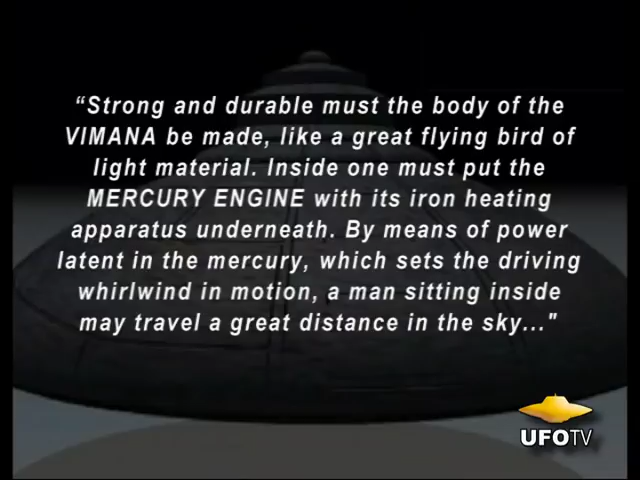 “Strong and durable must the body of the
VIMANA be made, like a great flying bird of
light material. Inside one must put the
MERCURY ENGINE with its iron heating
apparatus underneath. By means of power
latent in the mercury, which sets the driving
whirlwind in motion, a man sitting inside
may travel a great distance in the sky..."
UFOTV